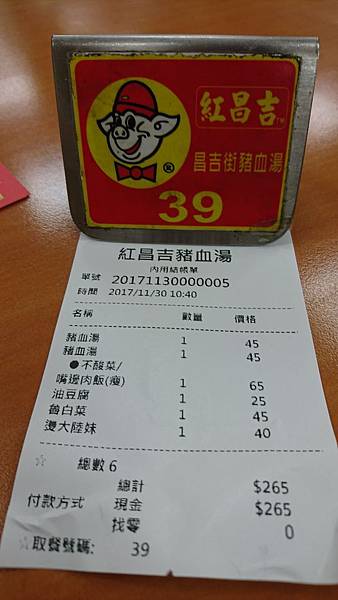 紅昌吉
昌吉街豬血湯
39
®
紅昌吉豬血湯
內用結帳單
單號 20171130000005
時間 2017/11/30 10:40
名稱 數量 價格
豬血湯 1 45
豬血湯 1 45
●不酸菜/
嘴邊肉飯(瘦) 1 65
油豆腐 1 25
魯白菜 1 45
燙大陸妹 1 40
☆ 總數 6
總計 $265
付款方式 現金 $265
找零 0
☆取餐號碼: 39